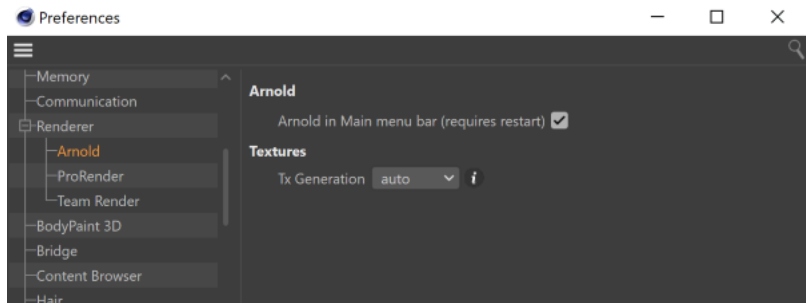 Preferences
Memory
Communication
Renderer
Arnold
ProRender
Team Render
BodyPaint 3D
Bridge
Content Browser
Hair
Arnold
Arnold in Main menu bar (requires restart)
Textures
Tx Generation auto i